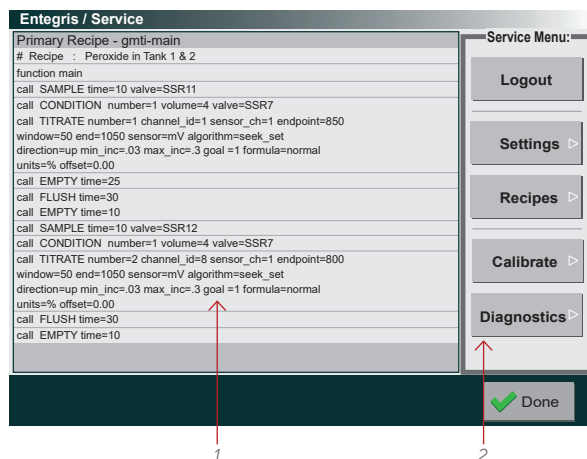 Entegris / Service
Primary Recipe - gmti-main
# Recipe : Peroxide in Tank 1 & 2
function main
call SAMPLE time=10 valve=SSR11
call CONDITION number=1 volume=4 valve=SSR7
call TITRATE number=1 channel_id=1 sensor_ch=1 endpoint=850
window=50 end=1050 sensor=mV algorithm=seek_set
direction=up min_inc=.03 max_inc=.3 goal =1 formula=normal
units=% offset=0.00
call EMPTY time=25
call FLUSH time=30
call EMPTY time=10
call SAMPLE time=10 valve=SSR12
call CONDITION number=1 volume=4 valve=SSR7
call TITRATE number=2 channel_id=8 sensor_ch=1 endpoint=800
window=50 end=1050 sensor=mV algorithm=seek_set
direction=up min_inc=.03 max_inc=.3 goal =1 formula=normal
units=% offset=0.00
call FLUSH time=30
call EMPTY time=10
Service Menu:
Logout
Settings
Recipes
Calibrate
Diagnostics
Done
1
2